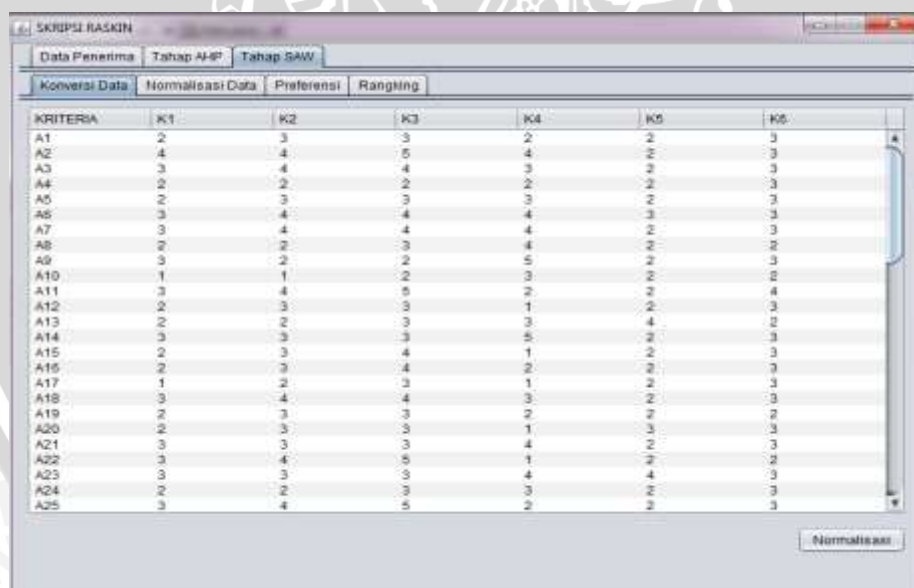 SKRIPSI RASKIN
Data Penerima Tahap AHP Tahap SAW
Konversi Data Normalisasi Data Preferensi Rangking
KRITERIA K1 K2 K3 K4 K5 K6
A1 2 3 3 2 2 3
A2 4 4 5 4 2 3
A3 3 4 4 3 2 3
A4 2 2 2 2 2 3
A5 2 3 3 3 2 3
A6 3 4 4 4 3 3
A7 3 4 4 4 2 3
A8 2 2 3 4 2 2
A9 3 2 2 5 2 3
A10 1 1 2 3 2 2
A11 3 4 5 2 2 4
A12 2 3 3 1 2 3
A13 2 2 3 3 4 2
A14 3 3 3 5 2 3
A15 2 3 4 1 2 3
A16 2 3 4 2 2 3
A17 1 2 3 1 2 3
A18 3 4 4 3 2 3
A19 2 3 3 2 2 2
A20 2 3 3 1 3 3
A21 3 3 3 4 2 3
A22 3 4 5 1 2 2
A23 3 3 3 4 4 3
A24 2 2 3 3 2 3
A25 3 4 5 2 2 3
Normalisasi